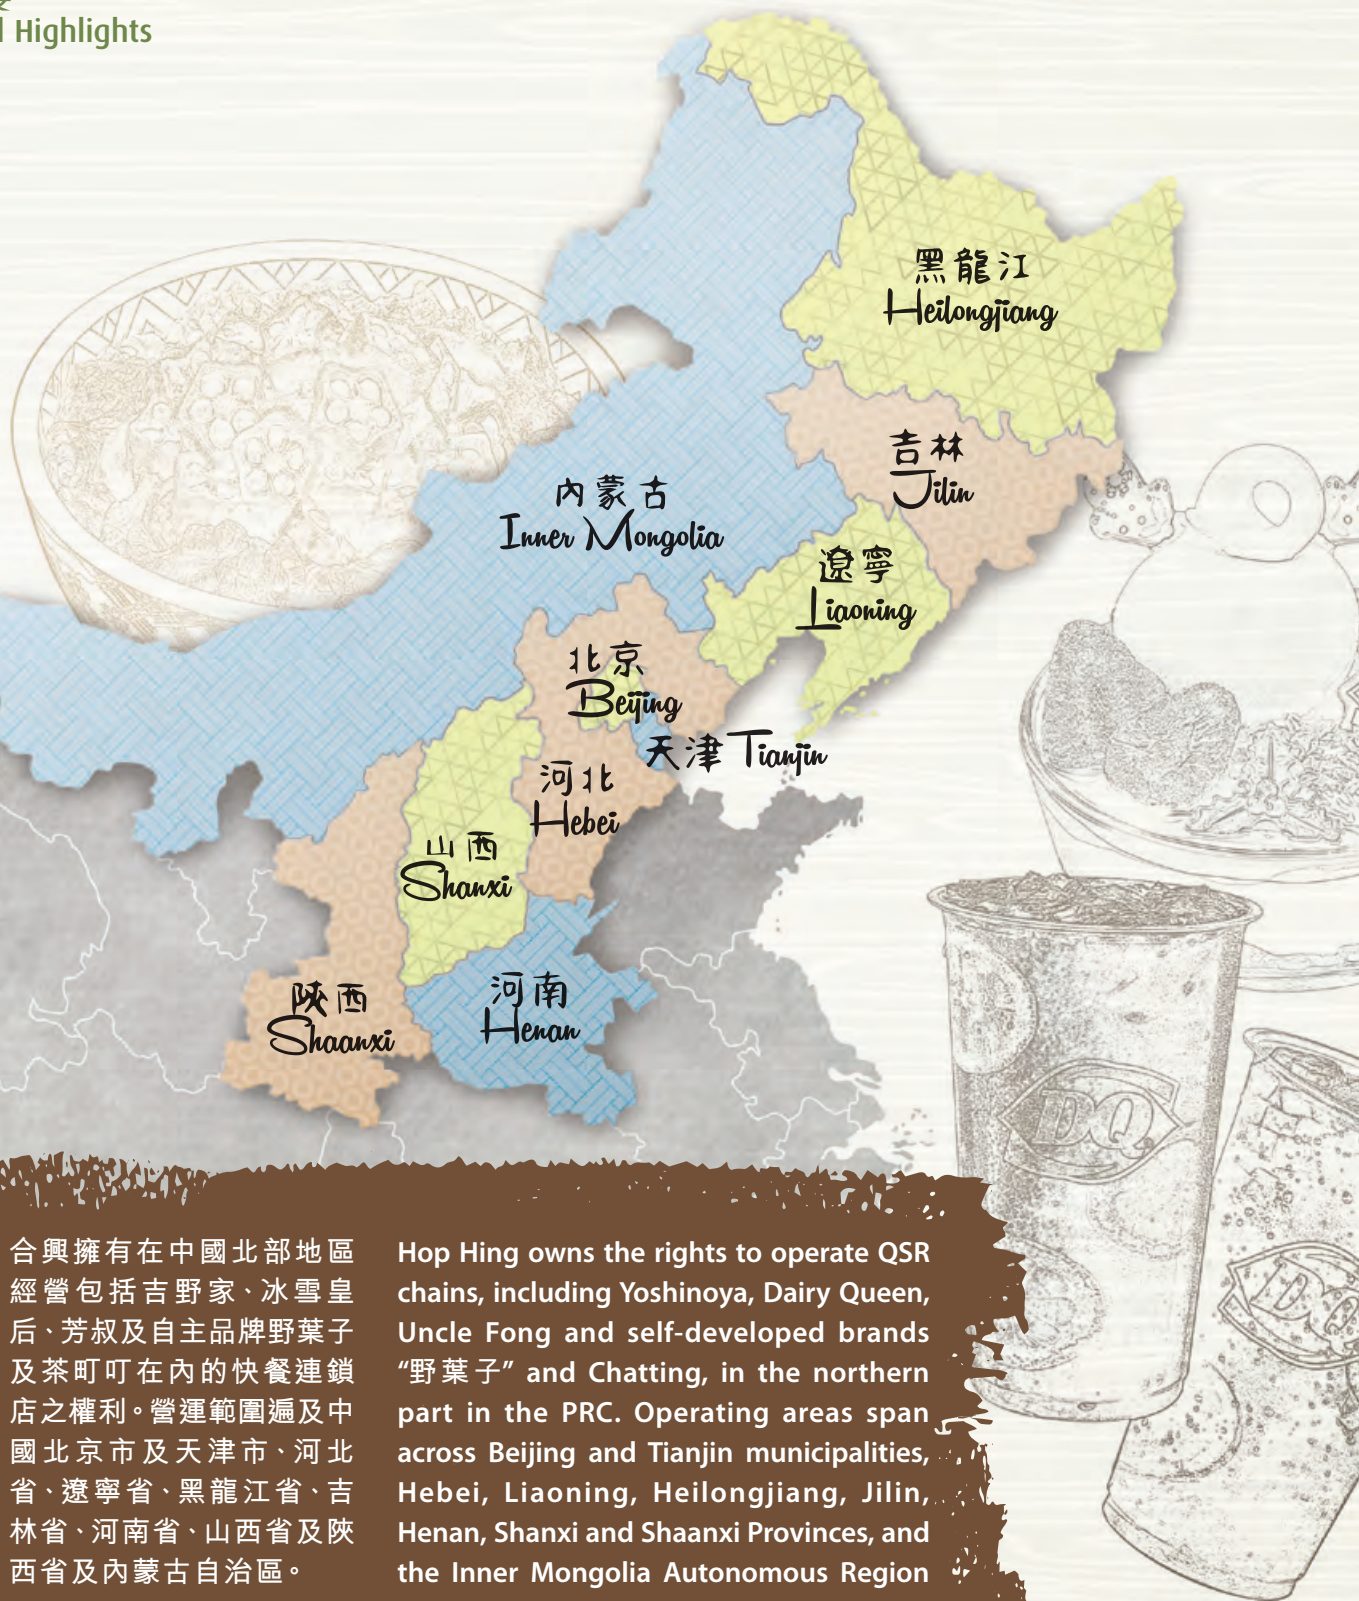 Highlights
黑龍江
Heilongjiang
吉林
Jilin
內蒙古
Inner Mongolia
遼寧
Liaoning
北京
Beijing
天津 Tianjin
河北
Hebei
山西
Shanxi
陝西
Shaanxi
河南
Henan
DQ
DQ
合興擁有在中國北部地區
經營包括吉野家、冰雪皇
后、芳叔及自主品牌野葉子
及茶町叮在內的快餐連鎖
店之權利。營運範圍遍及中
國北京市及天津市、河北
省、遼寧省、黑龍江省、吉
林省、河南省、山西省及陝
西省及內蒙古自治區。
Hop Hing owns the rights to operate QSR
chains, including Yoshinoya, Dairy Queen,
Uncle Fong and self-developed brands
“野葉子” and Chatting, in the northern
part in the PRC. Operating areas span
across Beijing and Tianjin municipalities,
Hebei, Liaoning, Heilongjiang, Jilin,
Henan, Shanxi and Shaanxi Provinces, and
the Inner Mongolia Autonomous Region